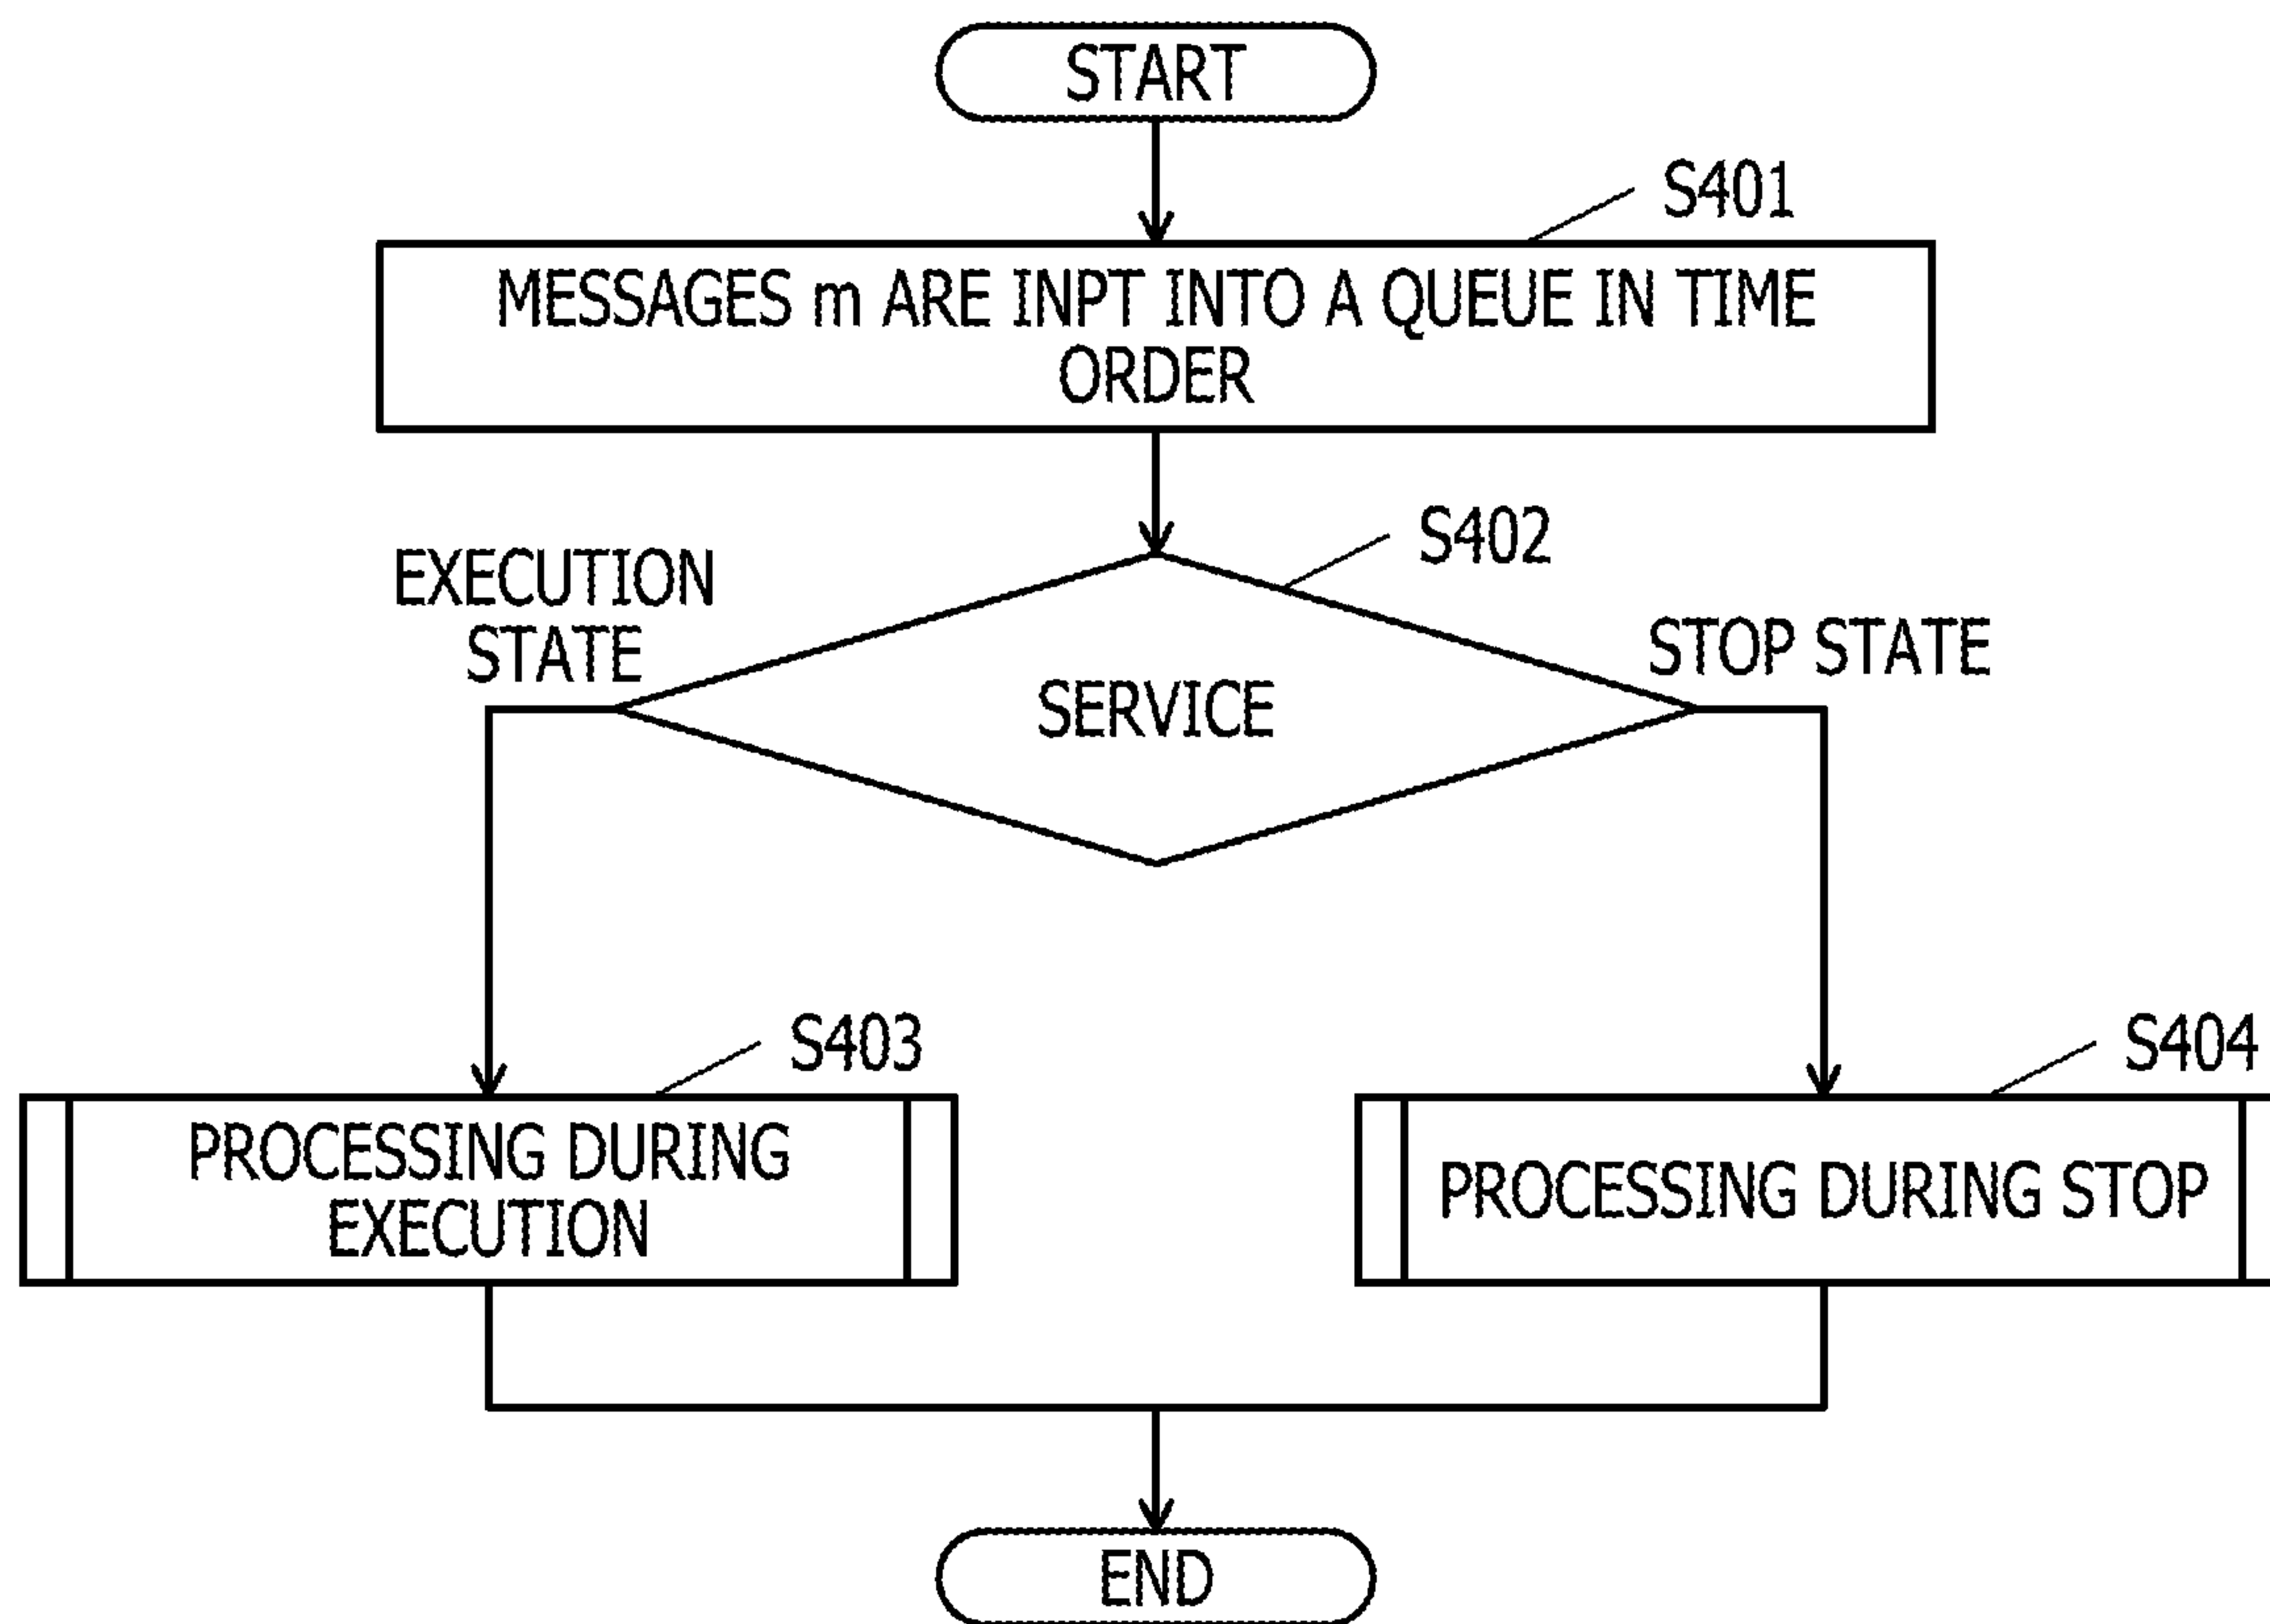 START
S401
MESSAGES m ARE INPT INTO A QUEUE IN TIME
ORDER
S402
EXECUTION
STATE
STOP STATE
SERVICE
S403
S404
PROCESSING DURING
EXECUTION
PROCESSING DURING STOP
END